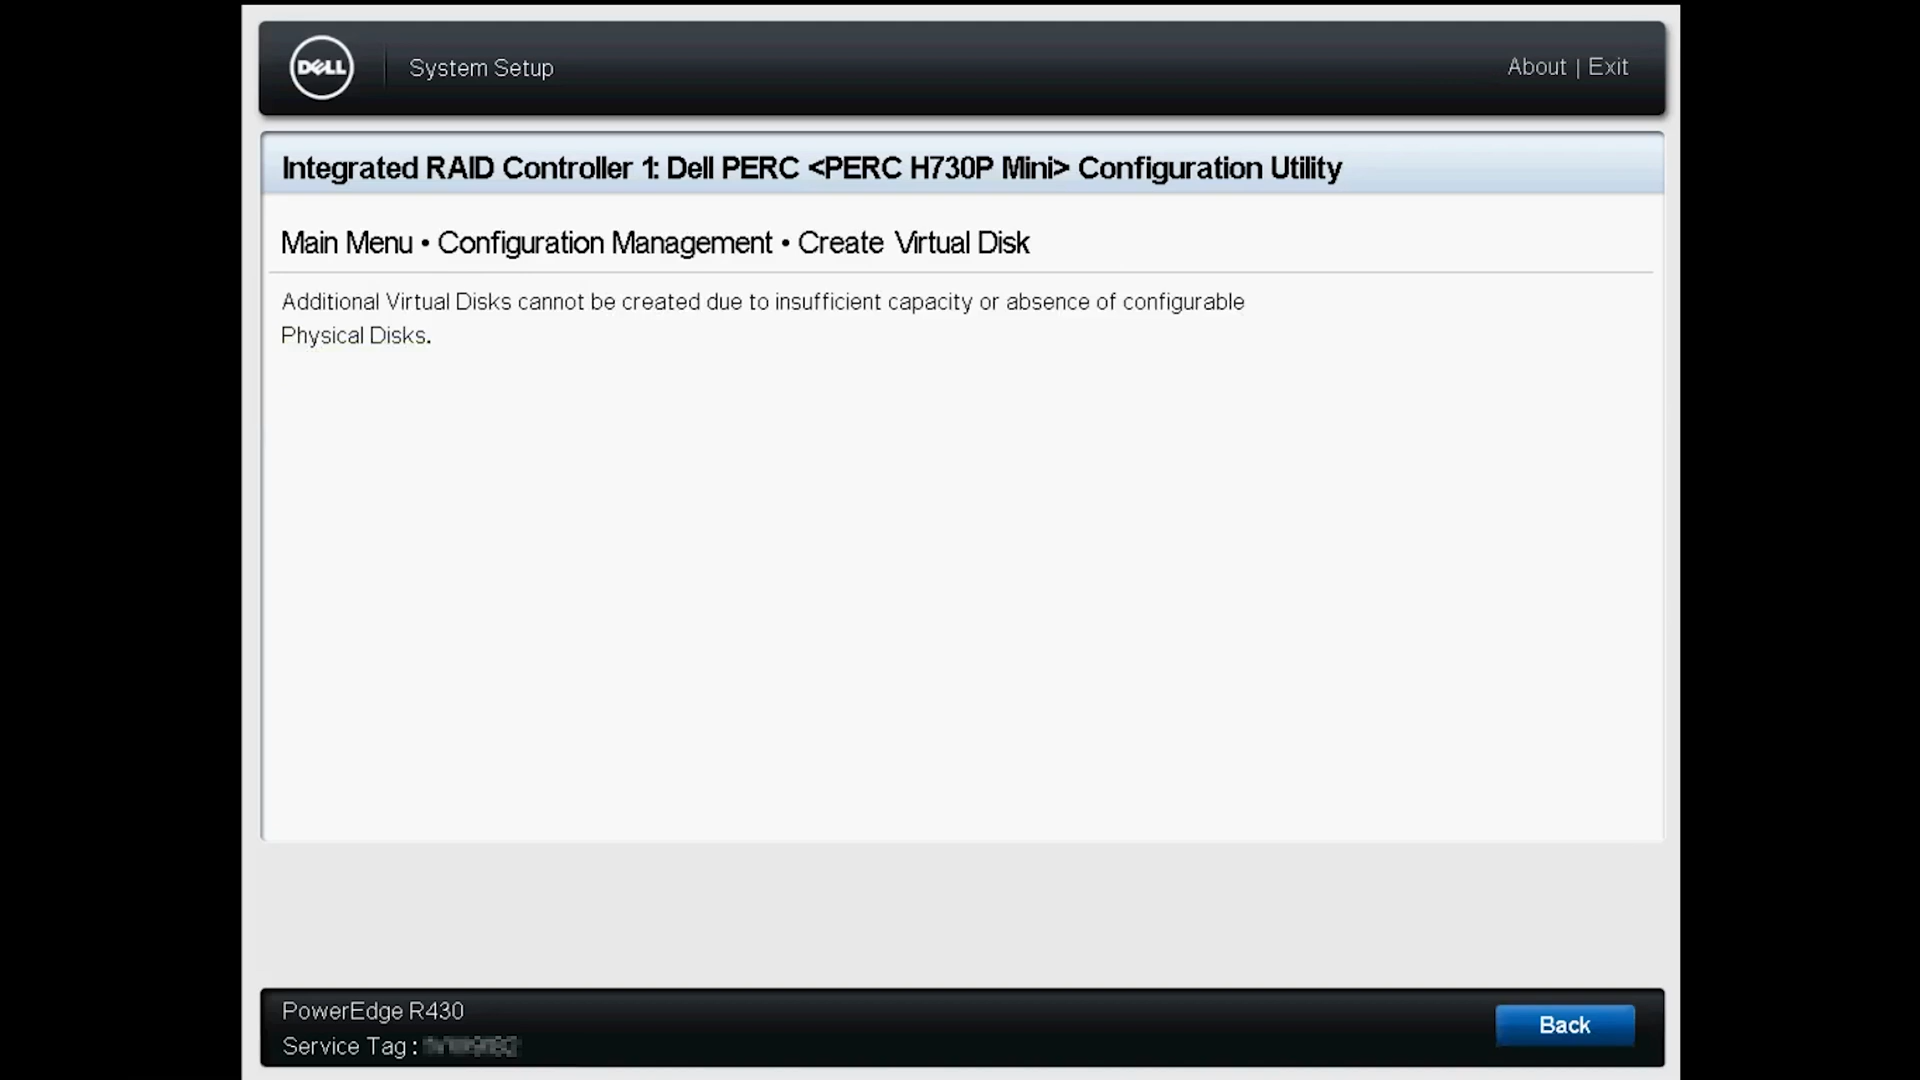 DELL
System Setup
About | Exit
Integrated RAID Controller 1: Dell PERC <PERC H730P Mini> Configuration Utility
Main Menu • Configuration Management • Create Virtual Disk
Additional Virtual Disks cannot be created due to insufficient capacity or absence of configurable
Physical Disks.
PowerEdge R430
Service Tag :
Back